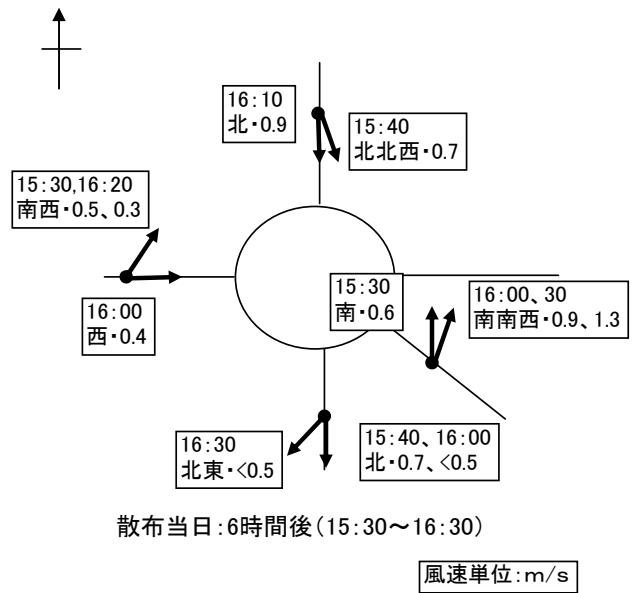 16:10
北・0.9
15:40
北北西・0.7
15:30,16:20
南西・0.5、0.3
16:00
西・0.4
15:30
南・0.6
16:00、30
南南西・0.9、1.3
16:30
北東・<0.5
15:40、16:00
北・0.7、<0.5
散布当日:6時間後(15:30～16:30)
風速単位:m/s